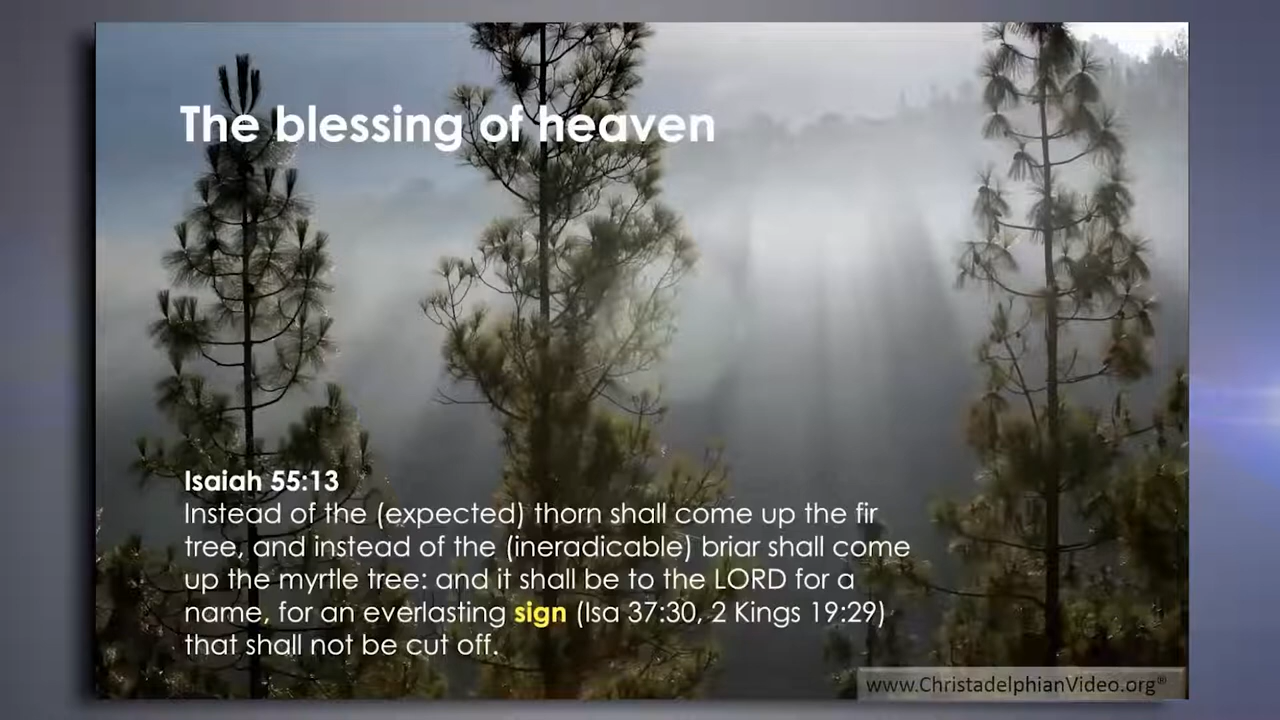 The blessing of heaven
Isaiah 55:13
Instead of the (expected) thorn shall come up the fir
tree, and instead of the (ineradicable) briar shall come
up the myrtle tree: and it shall be to the LORD for a
name, for an everlasting sign (Isa 37:30, 2 Kings 19:29)
that shall not be cut off.
www.ChristadelphianVideo.org®